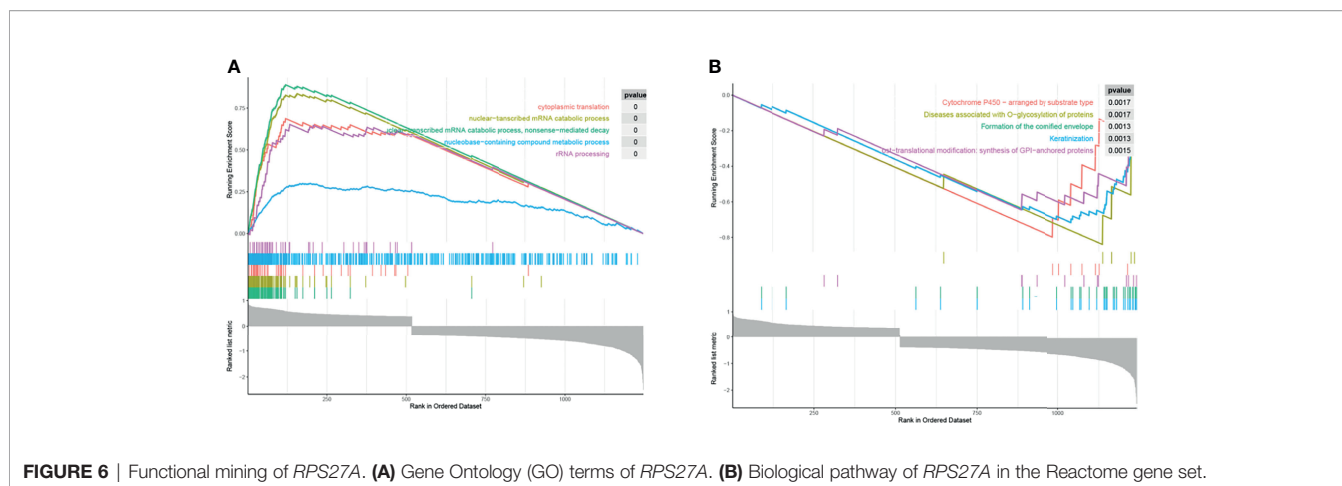 A
0.75
0.50
0.25
0.00
Running Enrichment Score
pvalue
cytoplasmic translation 0
nuclear-transcribed mRNA catabolic process 0
mRNA catabolic process, nonsense-mediated decay 0
nucleobase-containing compound metabolic process 0
rRNA processing 0
1
0
−1
−2
Ranked list metric
250 500 750 1000
Rank in Ordered Dataset
B
0.0
−0.2
−0.4
−0.6
−0.8
Running Enrichment Score
pvalue
Cytochrome P450 − arranged by substrate type 0.0017
Diseases associated with O−glycosylation of proteins 0.0017
Formation of the cornified envelope 0.0013
Keratinization 0.0013
modification: synthesis of GPI−anchored proteins 0.0015
1
0
−1
−2
Ranked list metric
250 500 750 1000
Rank in Ordered Dataset
FIGURE 6 | Functional mining of RPS27A. (A) Gene Ontology (GO) terms of RPS27A. (B) Biological pathway of RPS27A in the Reactome gene set.